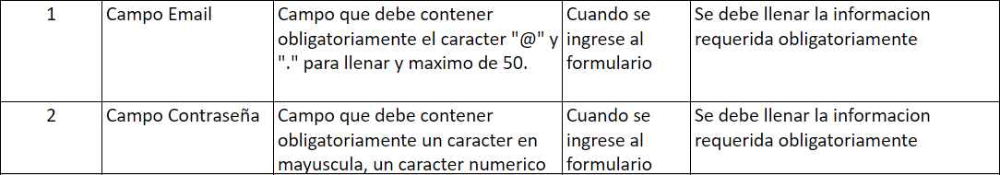 1
Campo Email
Campo que debe contener
obligatoriamente el caracter "@" y
"." para llenar y maximo de 50.
Cuando se
ingrese al
formulario
Se debe llenar la informacion
requerida obligatoriamente
2
Campo Contraseña
Campo que debe contener
obligatoriamente un caracter en
mayuscula, un caracter numerico
Cuando se
ingrese al
formulario
Se debe llenar la informacion
requerida obligatoriamente